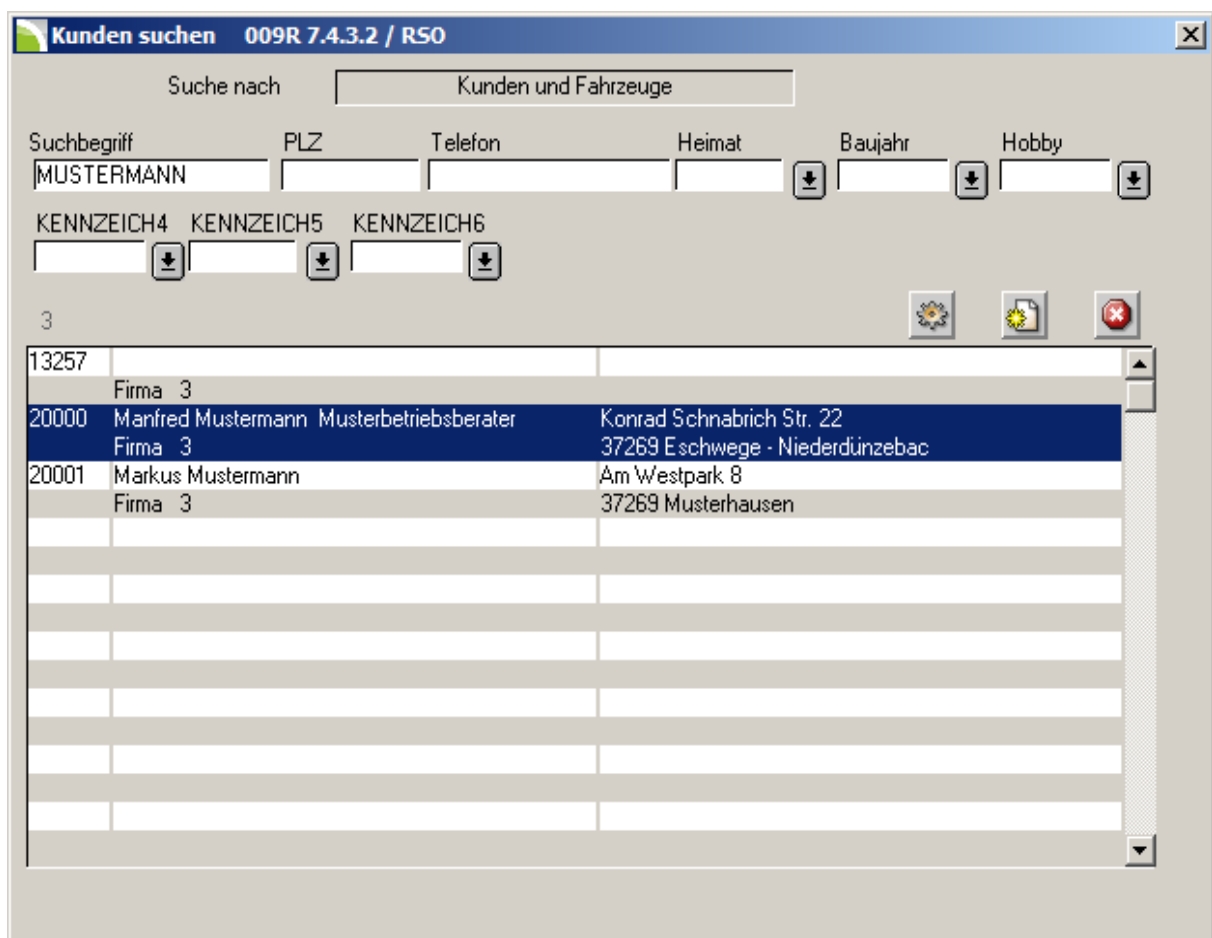 Kunden suchen 009R 7.4.3.2 / RSO
Suche nach Kunden und Fahrzeuge
Suchbegriff PLZ Telefon Heimat Baujahr Hobby
MUSTERMANN
KENNZEICH4 KENNZEICH5 KENNZEICH6
3
13257
Firma 3
20000 Manfred Mustermann Musterbetriebsberater Konrad Schnabrich Str. 22
Firma 3 37269 Eschwege - Niederdünzebac
20001 Markus Mustermann Am Westpark 8
Firma 3 37269 Musterhausen